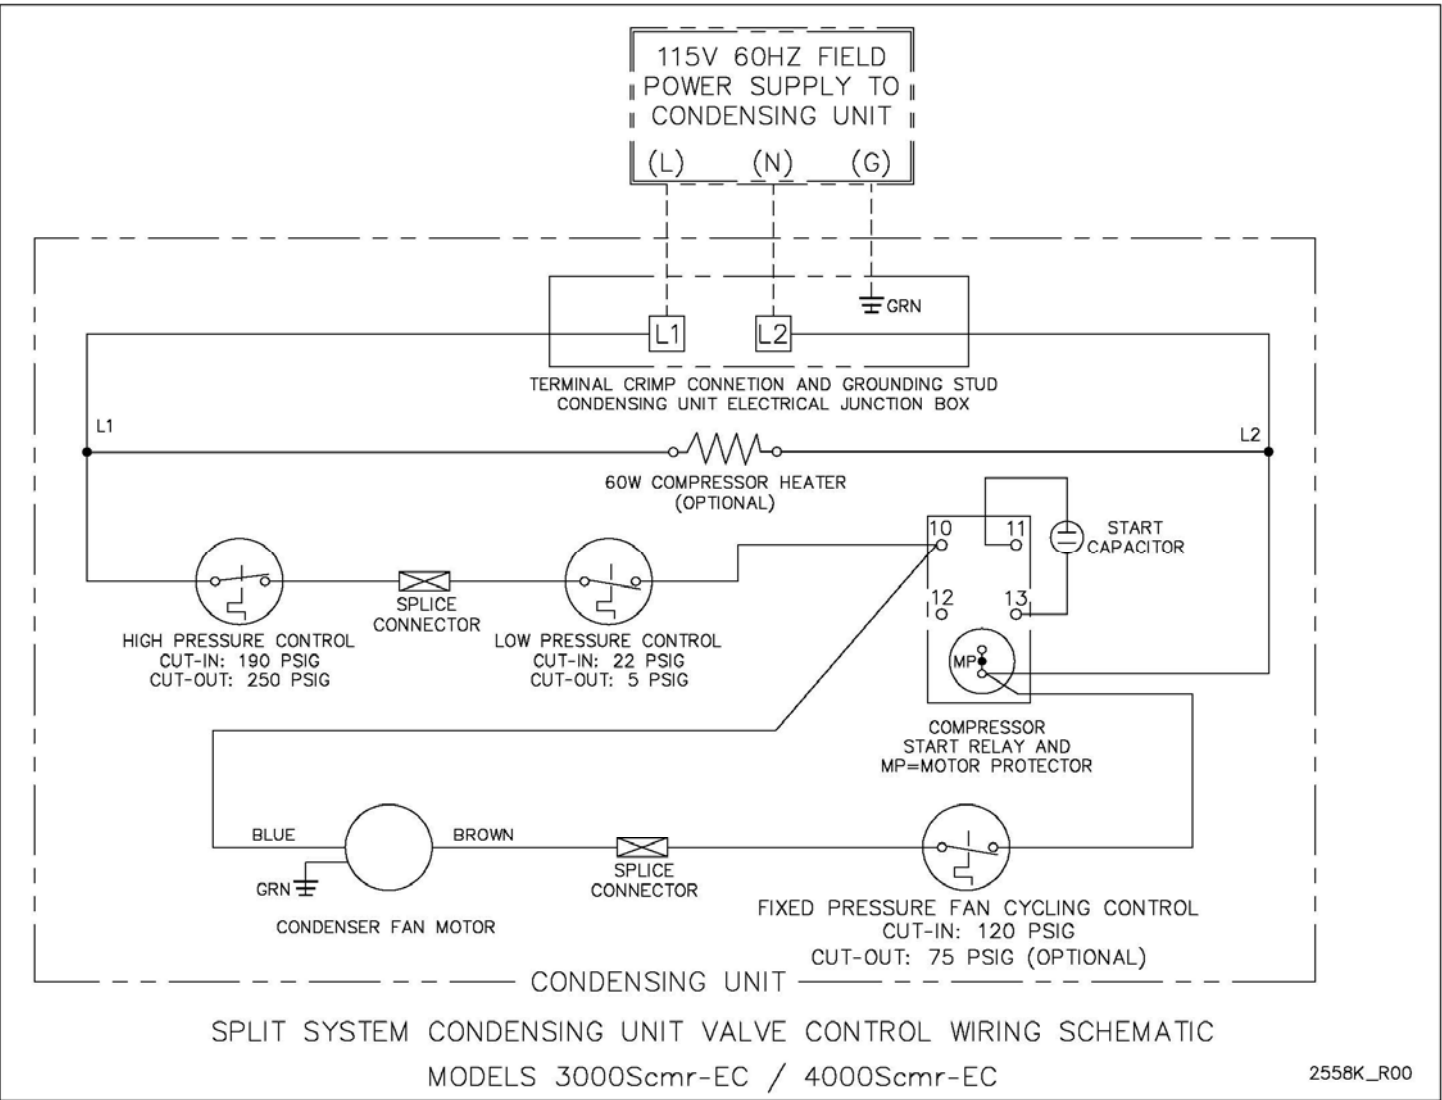 115V 60HZ FIELD
POWER SUPPLY TO
CONDENSING UNIT
(L) (N) (G)
GRN
L1 L2
TERMINAL CRIMP CONNETION AND GROUNDING STUD
CONDENSING UNIT ELECTRICAL JUNCTION BOX
L1
L2
60W COMPRESSOR HEATER
(OPTIONAL)
10 11
START
CAPACITOR
12 13
SPLICE
CONNECTOR
HIGH PRESSURE CONTROL
CUT-IN: 190 PSIG
CUT-OUT: 250 PSIG
LOW PRESSURE CONTROL
CUT-IN: 22 PSIG
CUT-OUT: 5 PSIG
MP
COMPRESSOR
START RELAY AND
MP=MOTOR PROTECTOR
BLUE
BROWN
GRN
SPLICE
CONNECTOR
CONDENSER FAN MOTOR
FIXED PRESSURE FAN CYCLING CONTROL
CUT-IN: 120 PSIG
CUT-OUT: 75 PSIG (OPTIONAL)
CONDENSING UNIT
SPLIT SYSTEM CONDENSING UNIT VALVE CONTROL WIRING SCHEMATIC
MODELS 3000Scmr-EC / 4000Scmr-EC
2558K_R00